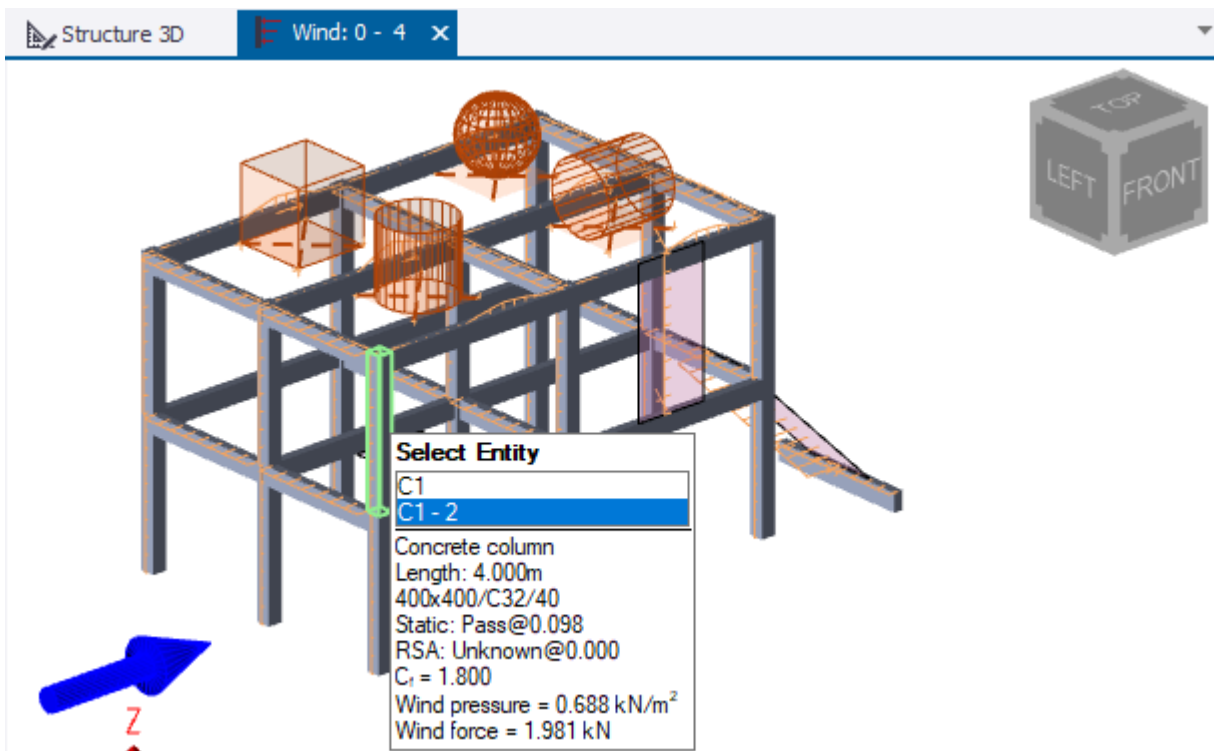 Structure 3D
Wind: 0 - 4 ×
TOP
LEFT
FRONT
Select Entity
C1
C1 - 2
Concrete column
Length: 4.000m
400x400/C32/40
Static: Pass@0.098
RSA: Unknown@0.000
Cf = 1.800
Wind pressure = 0.688 kN/m²
Wind force = 1.981 kN
Z